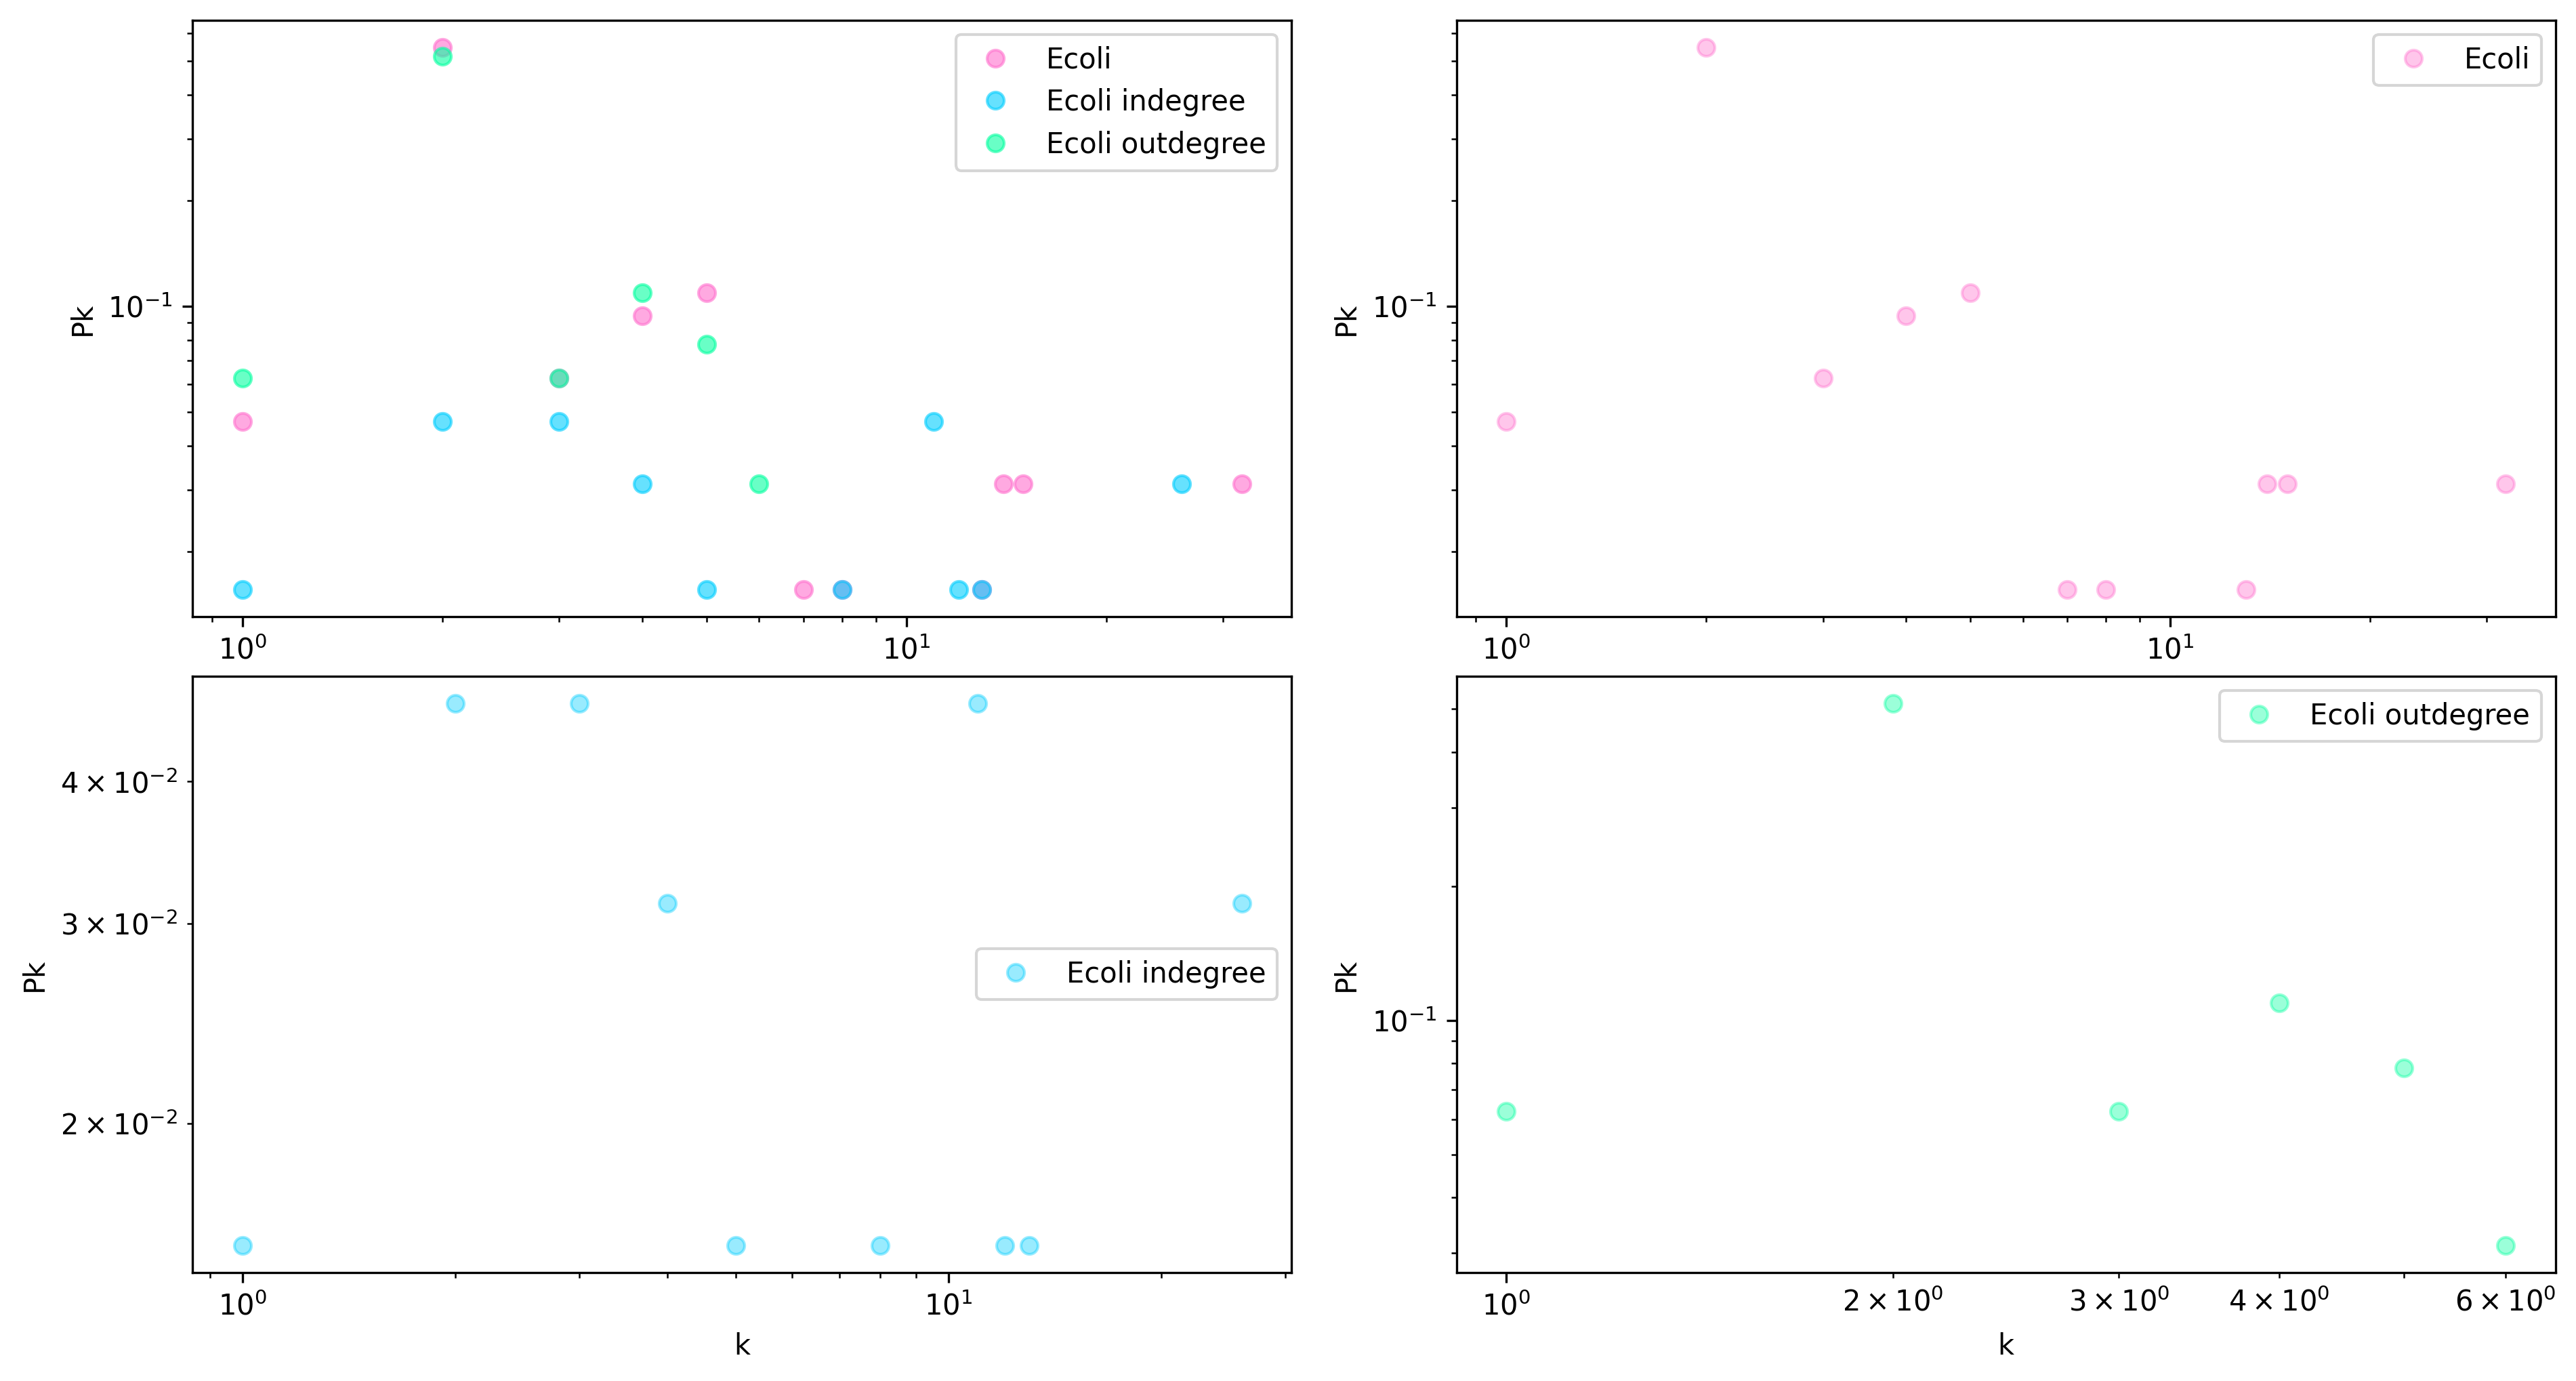 Ecoli
Ecoli indegree
Ecoli outdegree
Pk
10⁻¹
10⁰
10¹
Ecoli
Pk
10⁻¹
10⁰
10¹
4 × 10⁻²
3 × 10⁻²
2 × 10⁻²
Pk
Ecoli indegree
10⁰
10¹
k
Ecoli outdegree
Pk
10⁻¹
10⁰
2 × 10⁰
3 × 10⁰
4 × 10⁰
6 × 10⁰
k